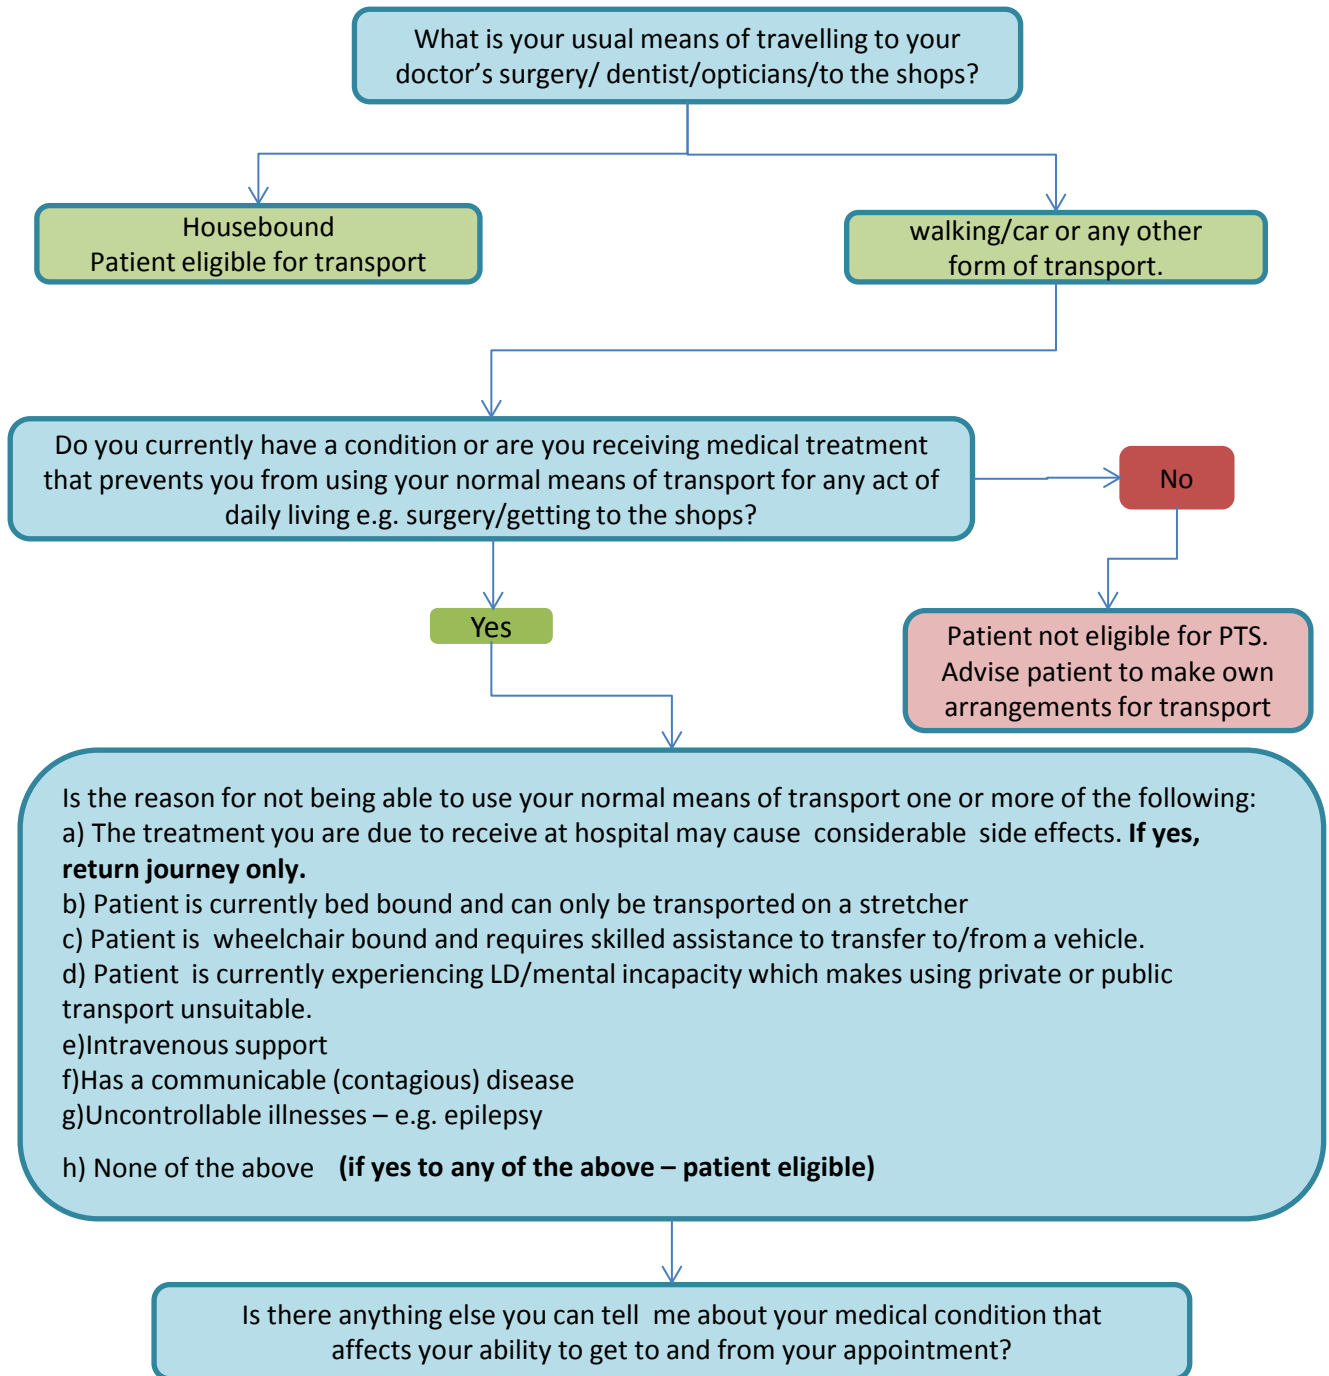 What is your usual means of travelling to your
doctor’s surgery/ dentist/opticians/to the shops?
Housebound
Patient eligible for transport
walking/car or any other
form of transport.
Do you currently have a condition or are you receiving medical treatment
that prevents you from using your normal means of transport for any act of
daily living e.g. surgery/getting to the shops?
No
Yes
Patient not eligible for PTS.
Advise patient to make own
arrangements for transport
Is the reason for not being able to use your normal means of transport one or more of the following:
a) The treatment you are due to receive at hospital may cause  considerable  side effects. If yes,
return journey only.
b) Patient is currently bed bound and can only be transported on a stretcher
c) Patient is  wheelchair bound and requires skilled assistance to transfer to/from a vehicle.
d) Patient  is currently experiencing LD/mental incapacity which makes using private or public
transport unsuitable.
e)Intravenous support
f)Has a communicable (contagious) disease
g)Uncontrollable illnesses – e.g. epilepsy
h) None of the above   (if yes to any of the above – patient eligible)
Is there anything else you can tell  me about your medical condition that
affects your ability to get to and from your appointment?